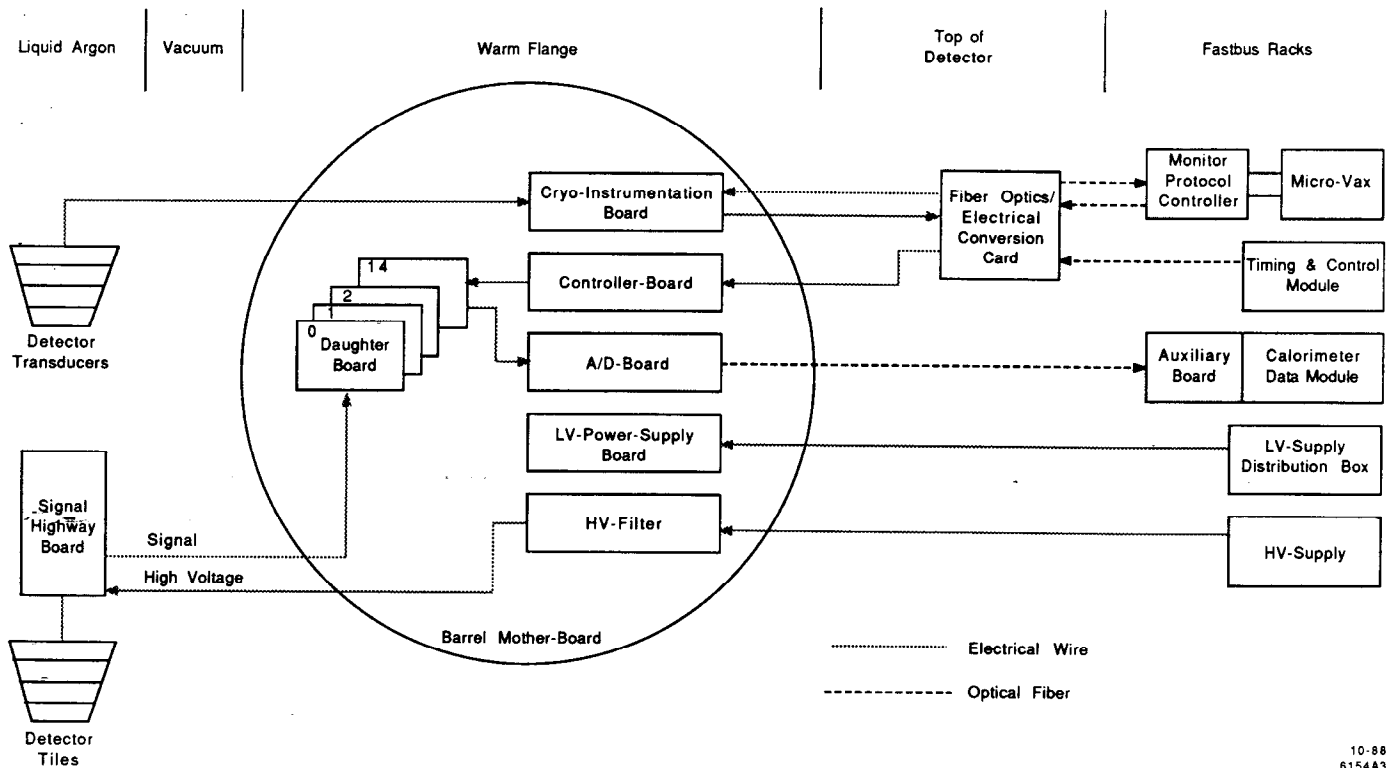 Liquid Argon
Vacuum
Warm Flange
Top of
Detector
Fastbus Racks
Cryo-Instrumentation
Board
Fiber Optics/
Electrical
Conversion
Card
Monitor
Protocol
Controller
Micro-Vax
Timing & Control
Module
Detector
Transducers
14
2
1
0
Daughter
Board
Controller-Board
A/D-Board
Auxiliary
Board
Calorimeter
Data Module
LV-Power-Supply
Board
LV-Supply
Distribution Box
Signal
Highway
Board
Signal
High Voltage
HV-Filter
HV-Supply
Barrel Mother-Board
Electrical Wire
Optical Fiber
Detector
Tiles
10-88
6154A3